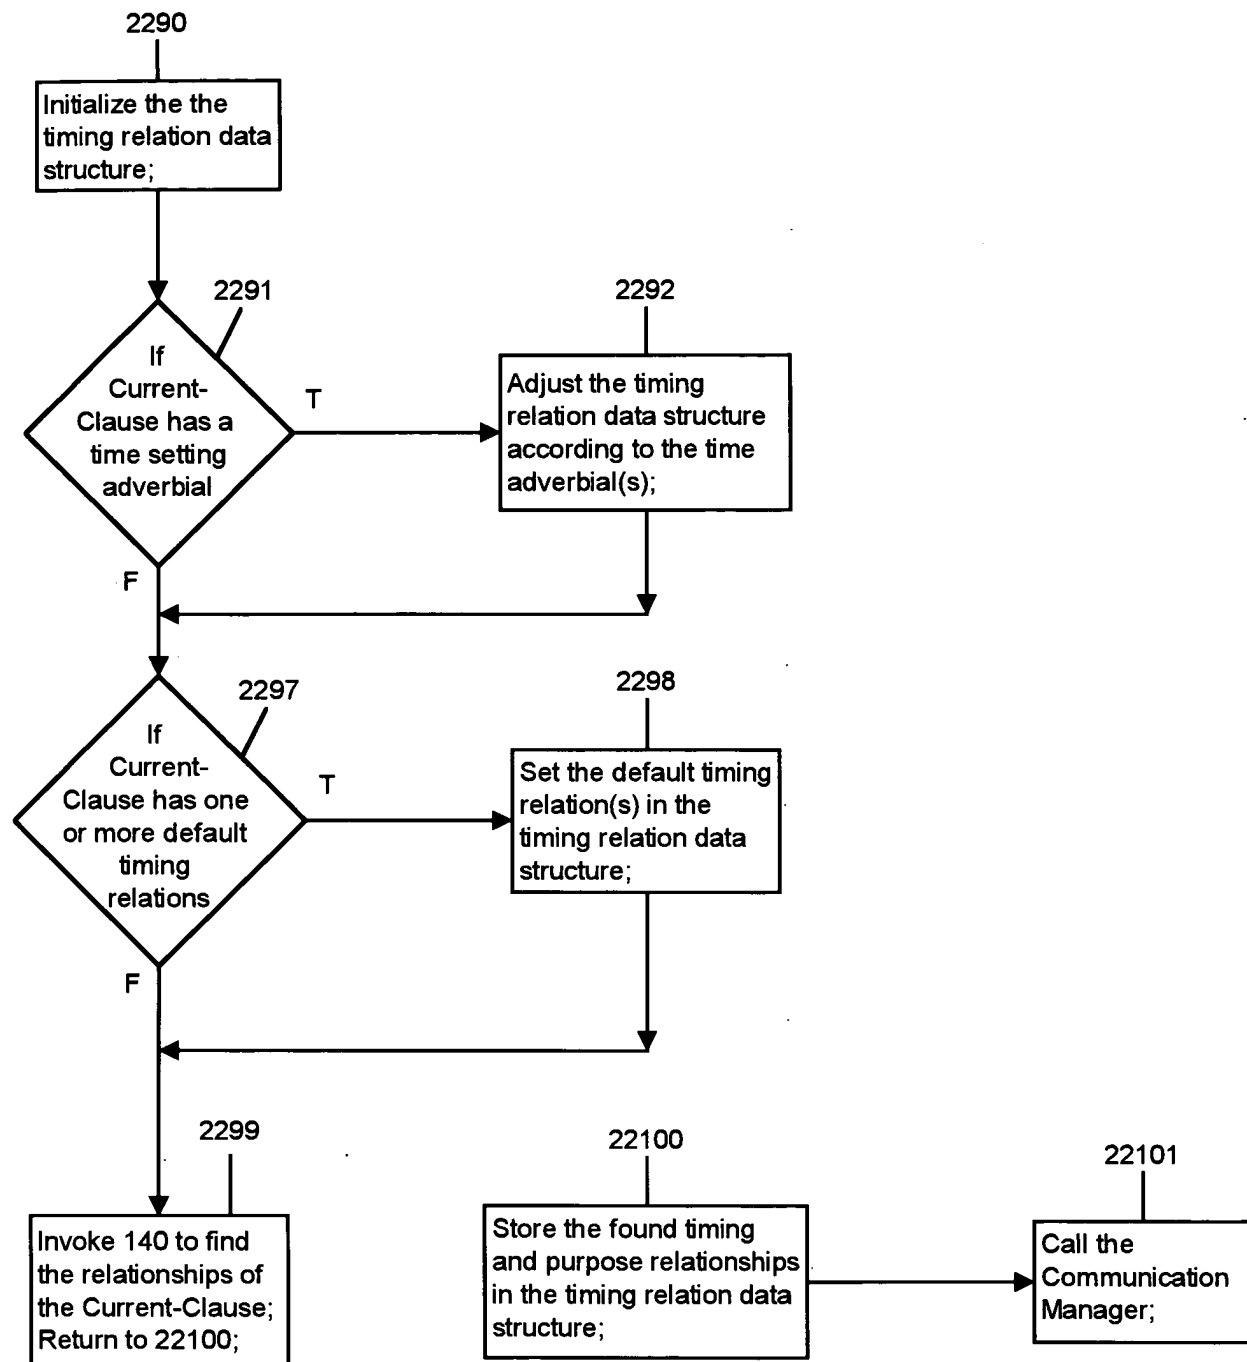 2290
Initialize the the
timing relation data
structure;
2291
If
Current-
Clause has a
time setting
adverbial
T
F
2292
Adjust the timing
relation data structure
according to the time
adverbial(s);
2297
If
Current-
Clause has one
or more default
timing
relations
T
F
2298
Set the default timing
relation(s) in the
timing relation data
structure;
2299
Invoke 140 to find
the relationships of
the Current-Clause;
Return to 22100;
22100
Store the found timing
and purpose relationships
in the timing relation data
structure;
22101
Call the
Communication
Manager;